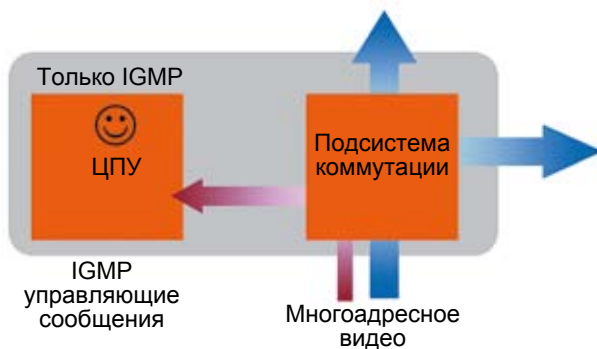 Только IGMP
ЦПУ
Подсистема
коммутации
IGMP
управляющие
сообщения
Многоадресное
видео